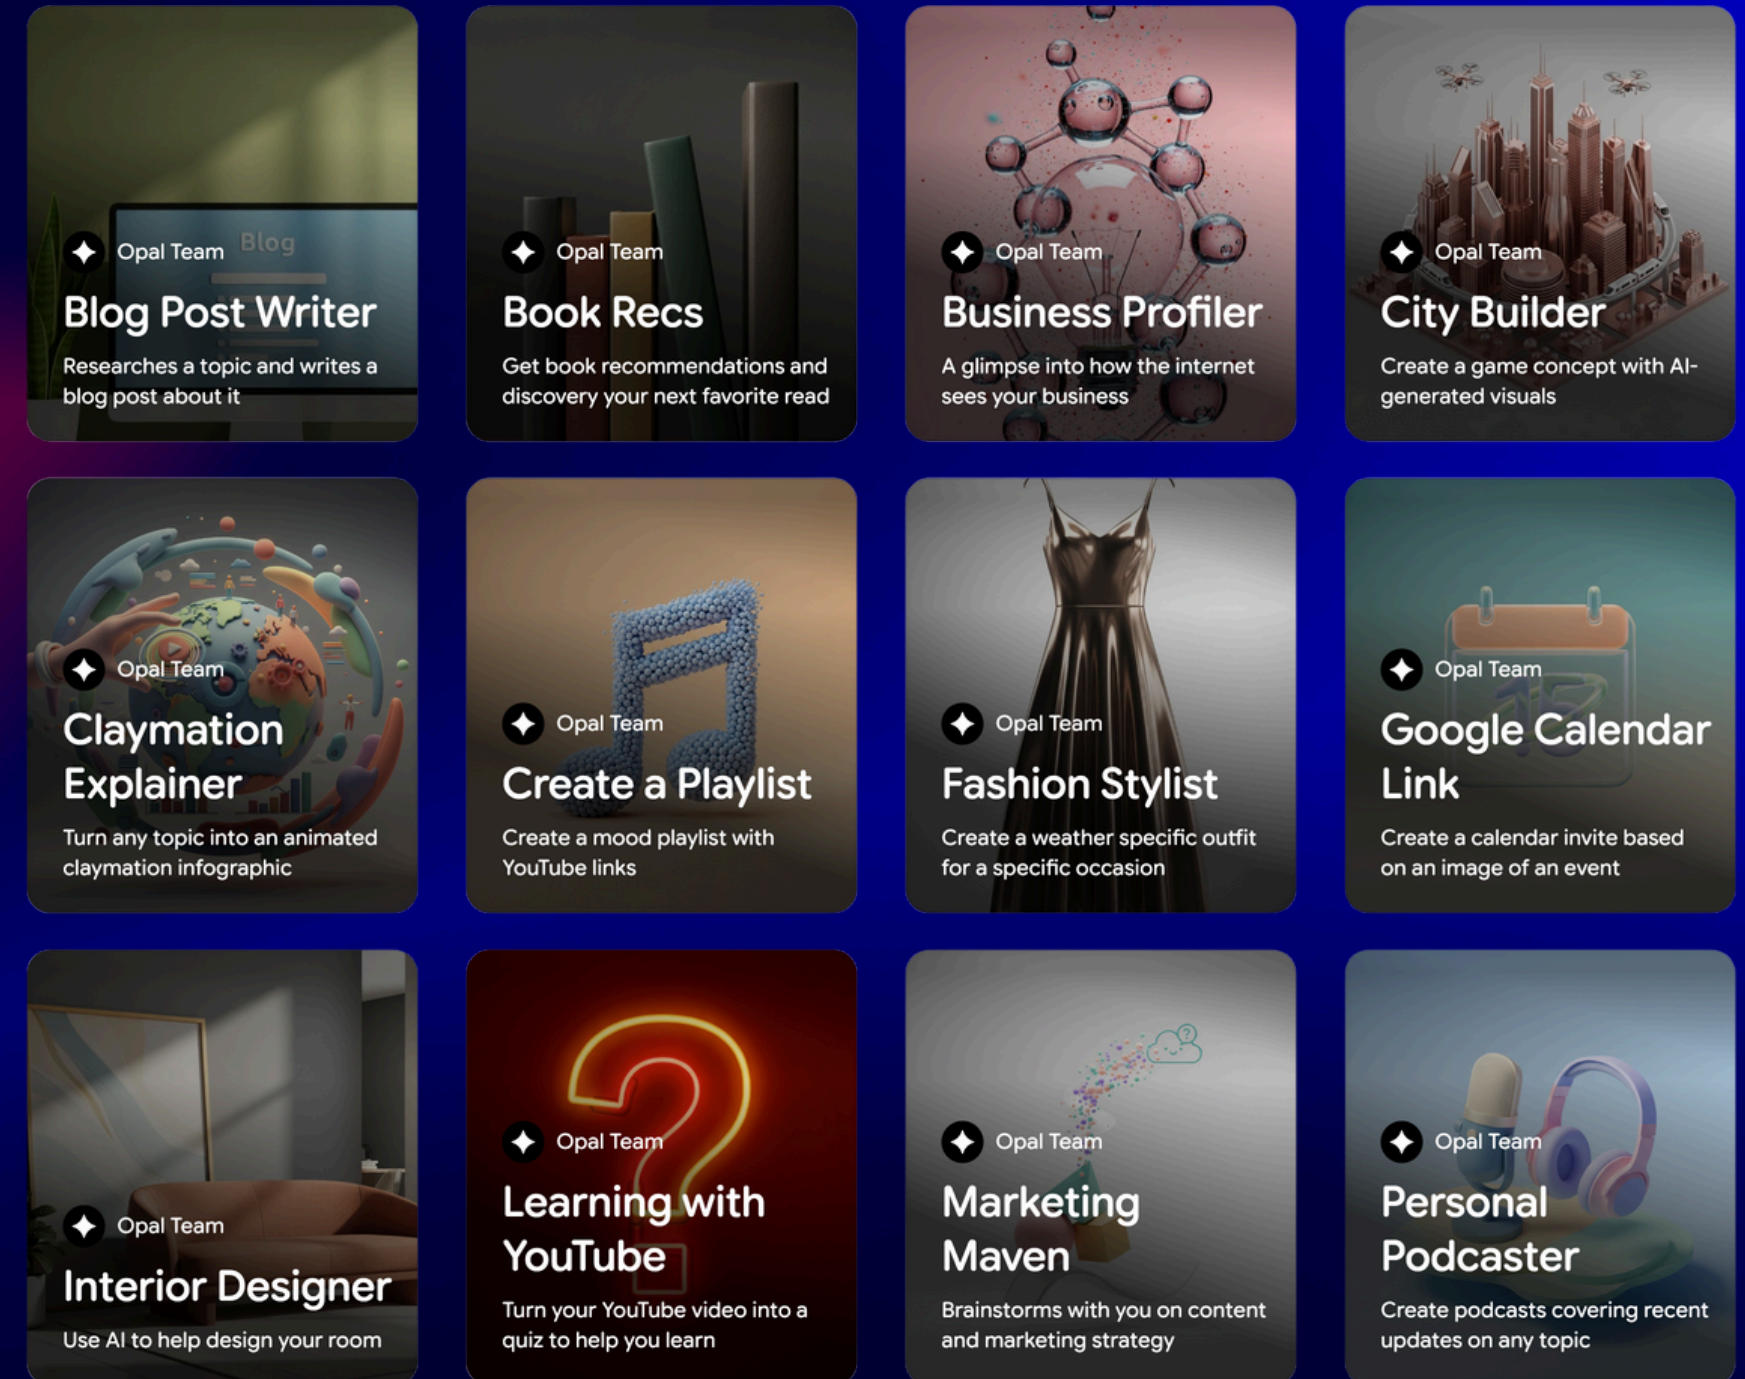 Blog
Opal Team
Blog Post Writer
Researches a topic and writes a
blog post about it
Opal Team
Book Recs
Get book recommendations and
discovery your next favorite read
Opal Team
Business Profiler
A glimpse into how the internet
sees your business
Opal Team
City Builder
Create a game concept with AI-
generated visuals
Opal Team
Claymation
Explainer
Turn any topic into an animated
claymation infographic
Opal Team
Create a Playlist
Create a mood playlist with
YouTube links
Opal Team
Fashion Stylist
Create a weather specific outfit
for a specific occasion
Opal Team
Google Calendar
Link
Create a calendar invite based
on an image of an event
Opal Team
Interior Designer
Use AI to help design your room
Opal Team
Learning with
YouTube
Turn your YouTube video into a
quiz to help you learn
?
Opal Team
Marketing
Maven
Brainstorms with you on content
and marketing strategy
Opal Team
Personal
Podcaster
Create podcasts covering recent
updates on any topic